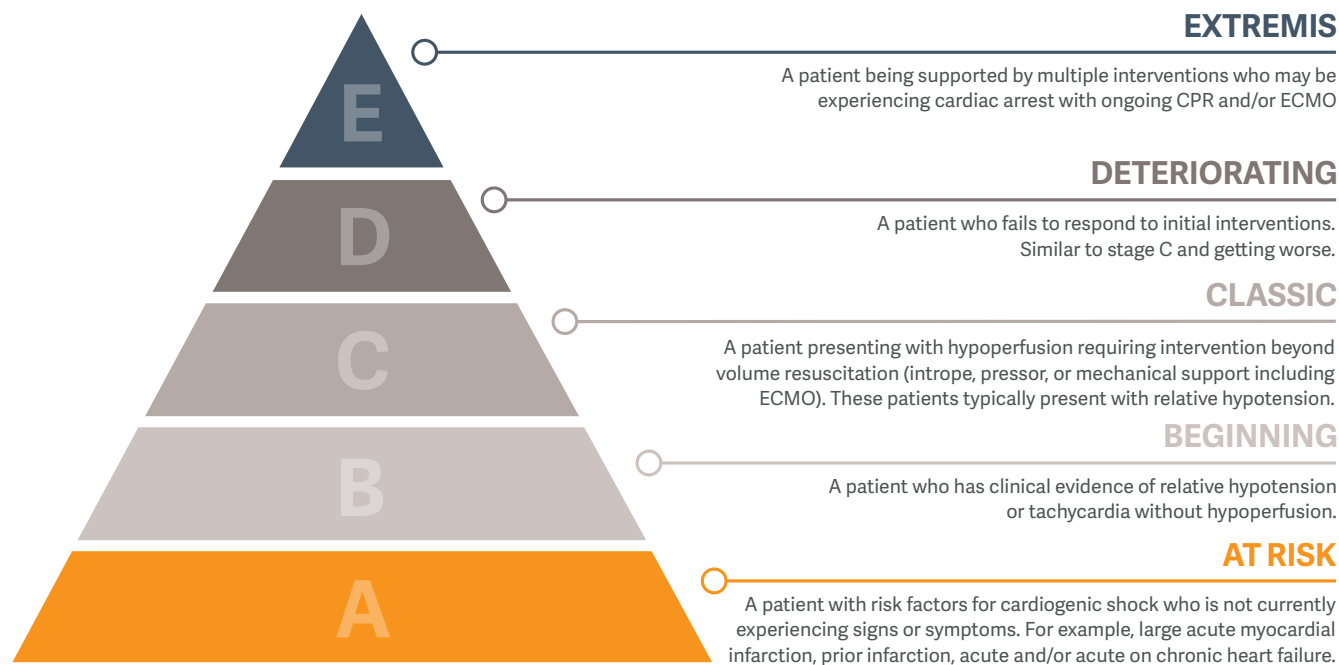 E
EXTREMIS
A patient being supported by multiple interventions who may be
experiencing cardiac arrest with ongoing CPR and/or ECMO
D
DETERIORATING
A patient who fails to respond to initial interventions.
Similar to stage C and getting worse.
C
CLASSIC
A patient presenting with hypoperfusion requiring intervention beyond
volume resuscitation (intrope, pressor, or mechanical support including
ECMO). These patients typically present with relative hypotension.
B
BEGINNING
A patient who has clinical evidence of relative hypotension
or tachycardia without hypoperfusion.
A
AT RISK
A patient with risk factors for cardiogenic shock who is not currently
experiencing signs or symptoms. For example, large acute myocardial
infarction, prior infarction, acute and/or acute on chronic heart failure.